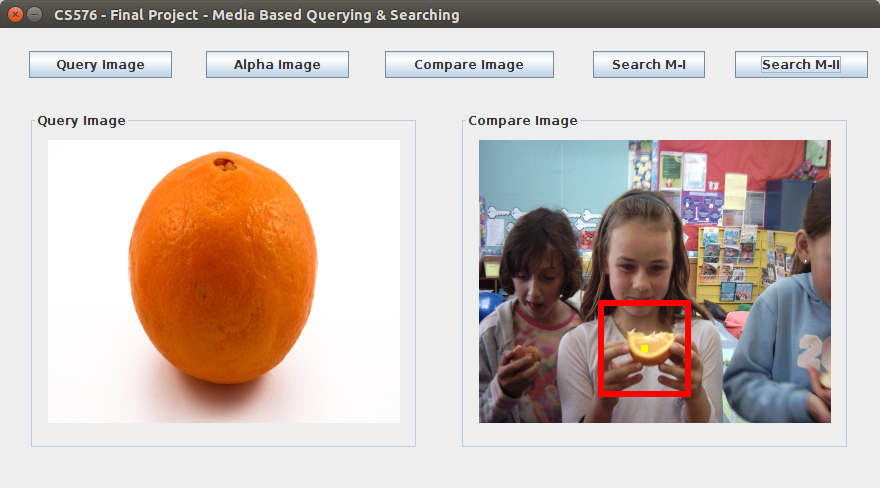 CS576 - Final Project - Media Based Querying & Searching
Query Image
Alpha Image
Compare Image
Search M-I
Search M-II
Query Image
Compare Image